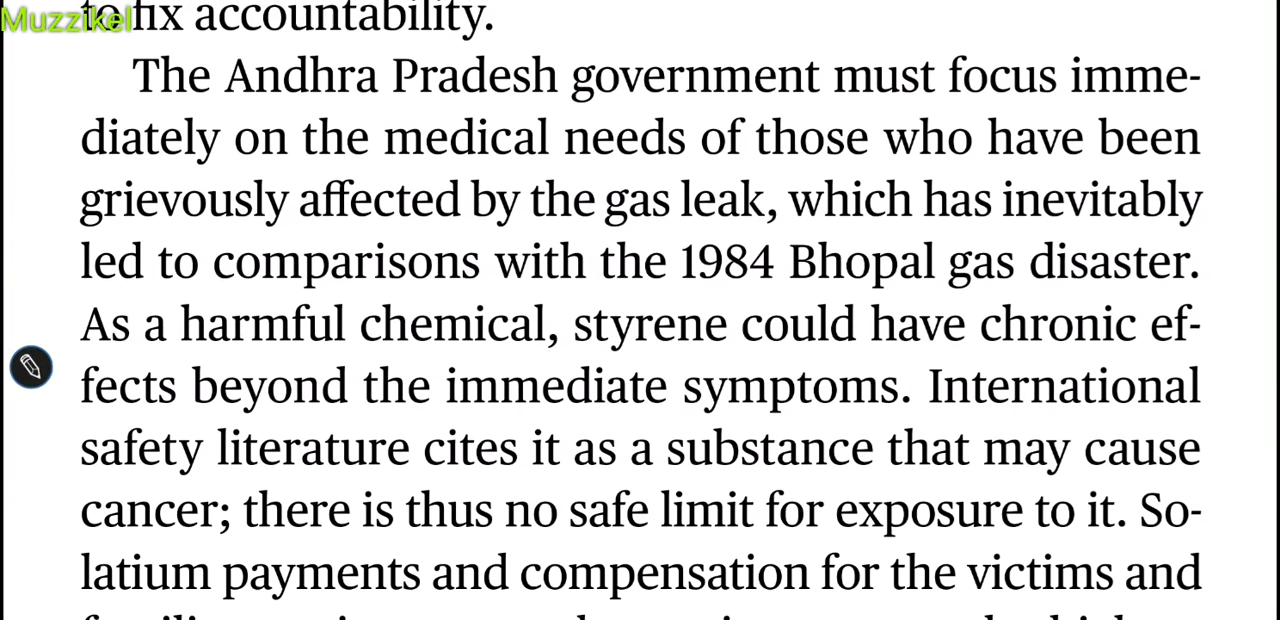 Muzzikel
to fix accountability.
The Andhra Pradesh government must focus imme-
diately on the medical needs of those who have been
grievously affected by the gas leak, which has inevitably
led to comparisons with the 1984 Bhopal gas disaster.
As a harmful chemical, styrene could have chronic ef-
fects beyond the immediate symptoms. International
safety literature cites it as a substance that may cause
cancer; there is thus no safe limit for exposure to it. So-
latium payments and compensation for the victims and